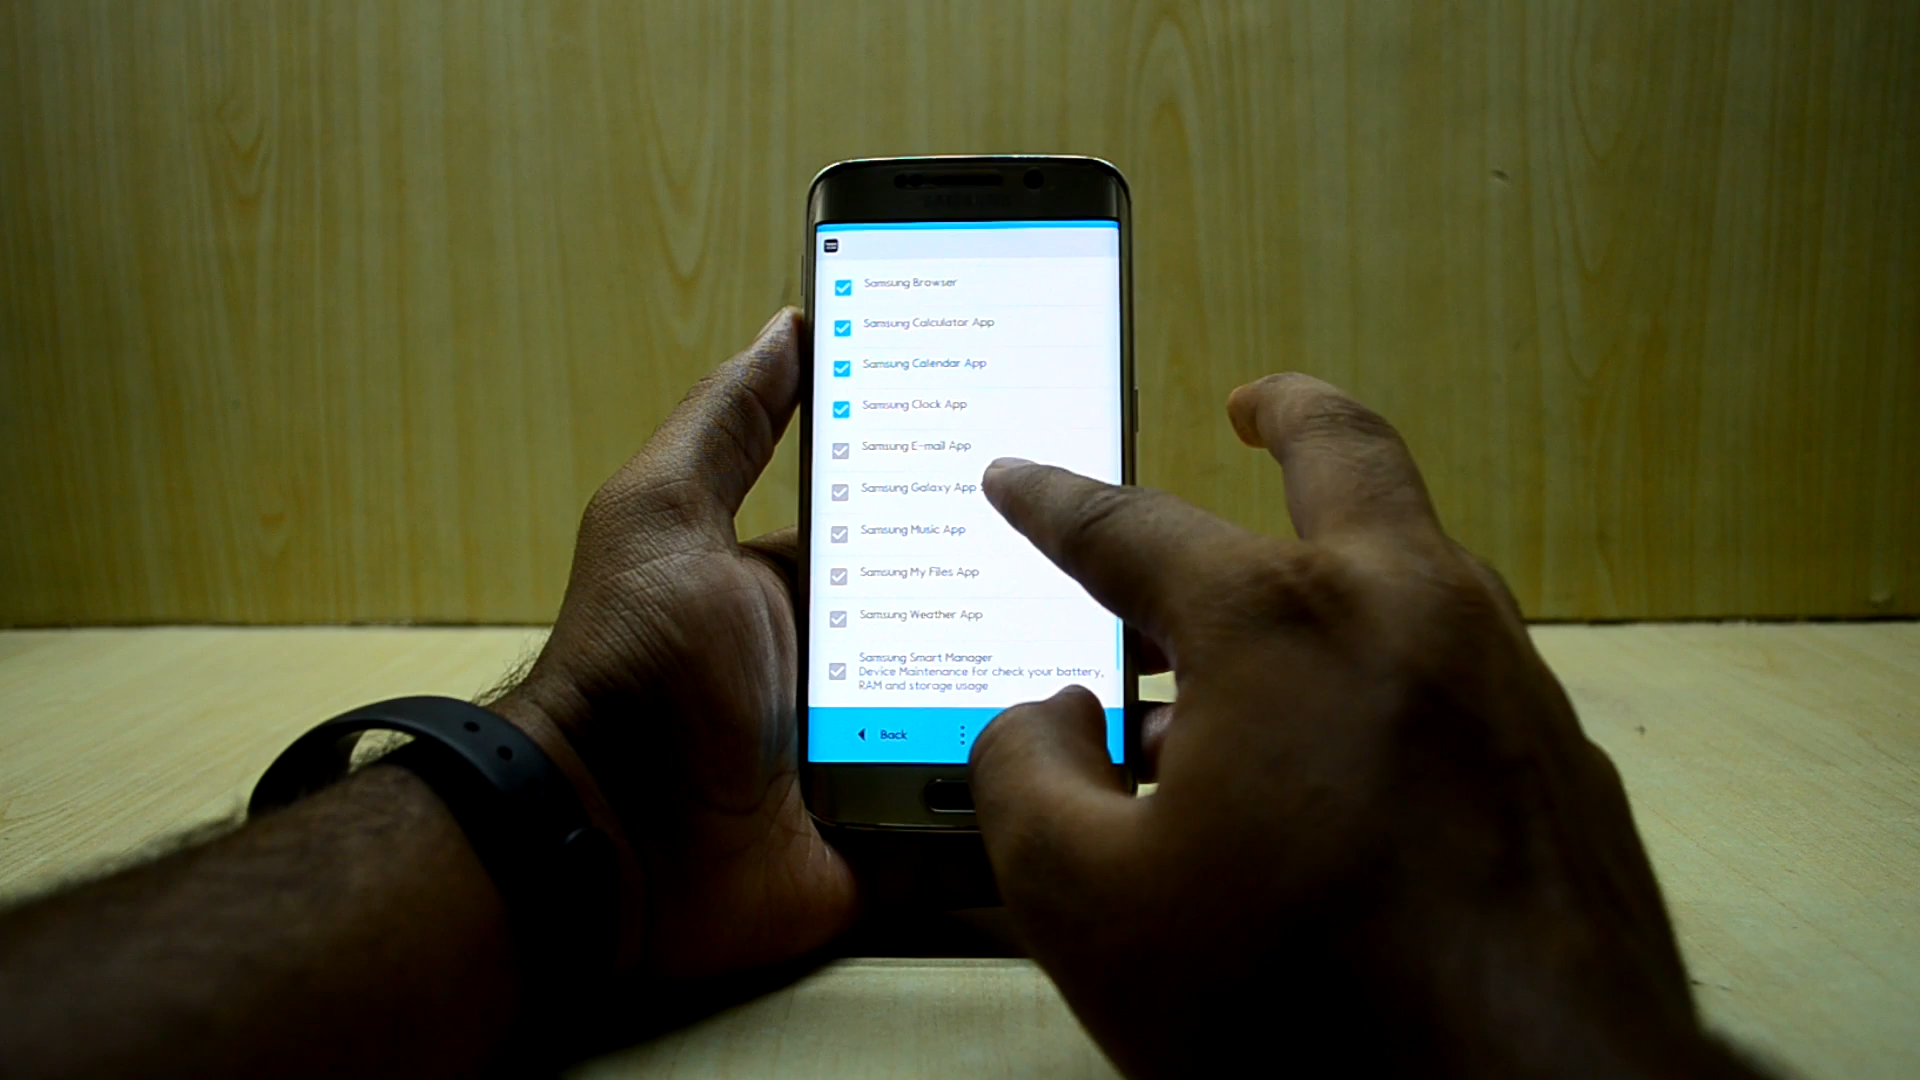 Samsung Browser
Samsung Calculator App
Samsung Calendar App
Samsung Clock App
Samsung E-mail App
Samsung Galaxy App
Samsung Music App
Samsung My Files App
Samsung Weather App
Samsung Smart Manager
Device Maintenance for check your battery,
RAM and storage usage
Back